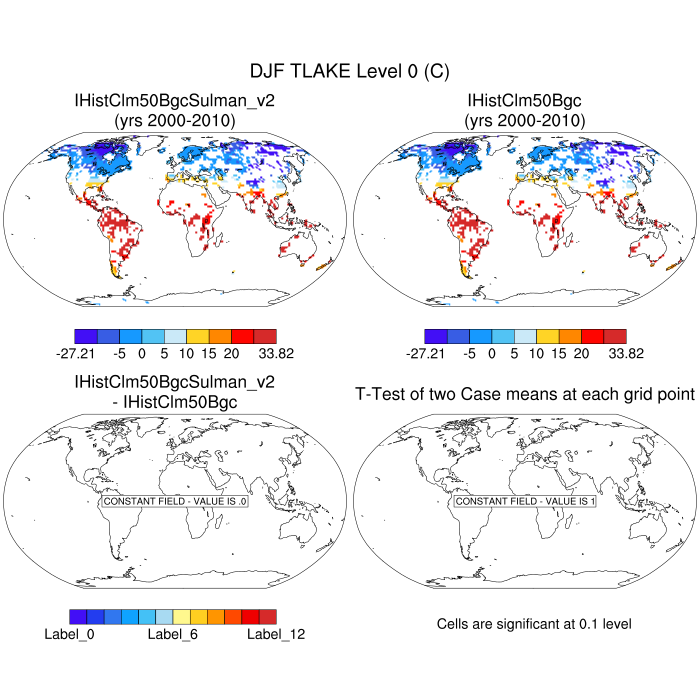 DJF TLAKE Level 0 (C)
IHistClm50BgcSulman_v2
(yrs 2000-2010)
IHistClm50Bgc
(yrs 2000-2010)
-27.21 -5 0 5 10 15 20 33.82
-27.21 -5 0 5 10 15 20 33.82
IHistClm50BgcSulman_v2
- IHistClm50Bgc
T-Test of two Case means at each grid point
CONSTANT FIELD - VALUE IS .0
CONSTANT FIELD - VALUE IS 1
Label_0 Label_6 Label_12
Cells are significant at 0.1 level